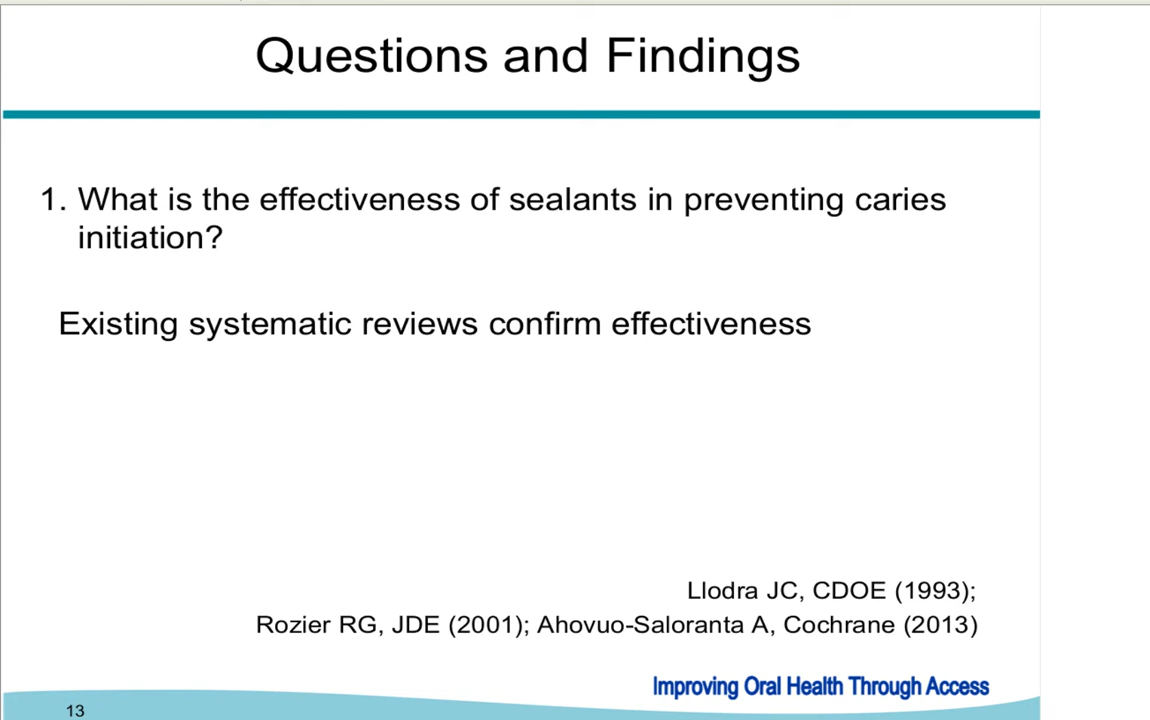 Questions and Findings
1. What is the effectiveness of sealants in preventing caries
initiation?
Existing systematic reviews confirm effectiveness
Llodra JC, CDOE (1993);
Rozier RG, JDE (2001); Ahovuo-Saloranta A, Cochrane (2013)
Improving Oral Health Through Access
13